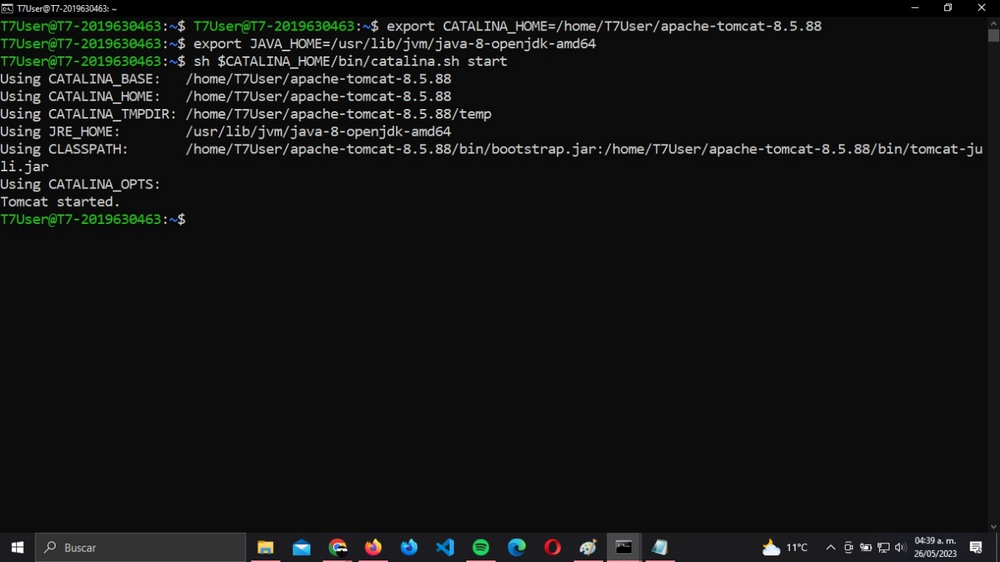 T7User@T7-2019630463: ~
T7User@T7-2019630463:~$ T7User@T7-2019630463:~$ export CATALINA_HOME=/home/T7User/apache-tomcat-8.5.88
T7User@T7-2019630463:~$ export JAVA_HOME=/usr/lib/jvm/java-8-openjdk-amd64
T7User@T7-2019630463:~$ sh $CATALINA_HOME/bin/catalina.sh start
Using CATALINA_BASE:   /home/T7User/apache-tomcat-8.5.88
Using CATALINA_HOME:   /home/T7User/apache-tomcat-8.5.88
Using CATALINA_TMPDIR: /home/T7User/apache-tomcat-8.5.88/temp
Using JRE_HOME:        /usr/lib/jvm/java-8-openjdk-amd64
Using CLASSPATH:       /home/T7User/apache-tomcat-8.5.88/bin/bootstrap.jar:/home/T7User/apache-tomcat-8.5.88/bin/tomcat-ju
li.jar
Using CATALINA_OPTS:
Tomcat started.
T7User@T7-2019630463:~$
Buscar
11°C
04:39 a. m.
26/05/2023